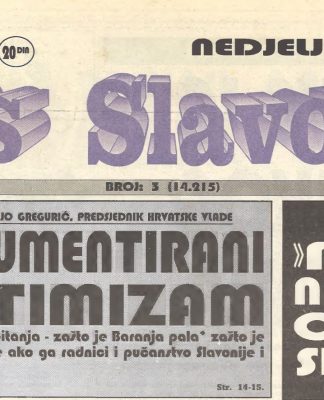 20 DIN
NEDJELJ
s Slavo
BROJ: 3 (14.215)
JO GREGURIĆ, PREDSJEDNIK HRVATSKE VLADE
UMENTIRANI
TIMIZAM
pitanja - zašto je Baranja pala" zašto je
e ako ga radnici i pučanstvo Slavonije i
Str. 14-15.